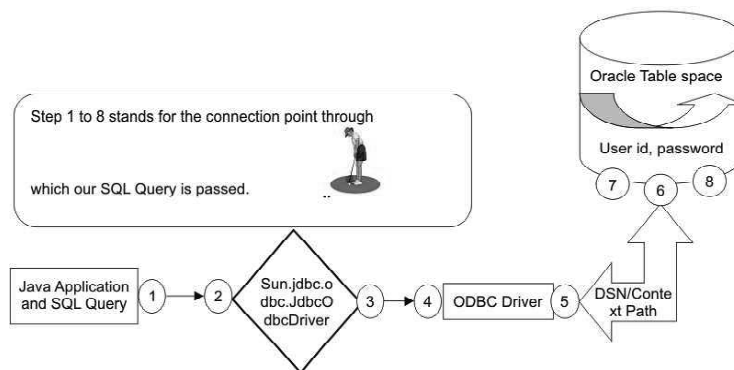 Oracle Table space
User id, password
7
6
8
Step 1 to 8 stands for the connection point through
which our SQL Query is passed.
Java Application
and SQL Query
1
2
Sun.jdbc.o
dbc.JdbcO
dbcDriver
3
4
ODBC Driver
5
DSN/Conte
xt Path